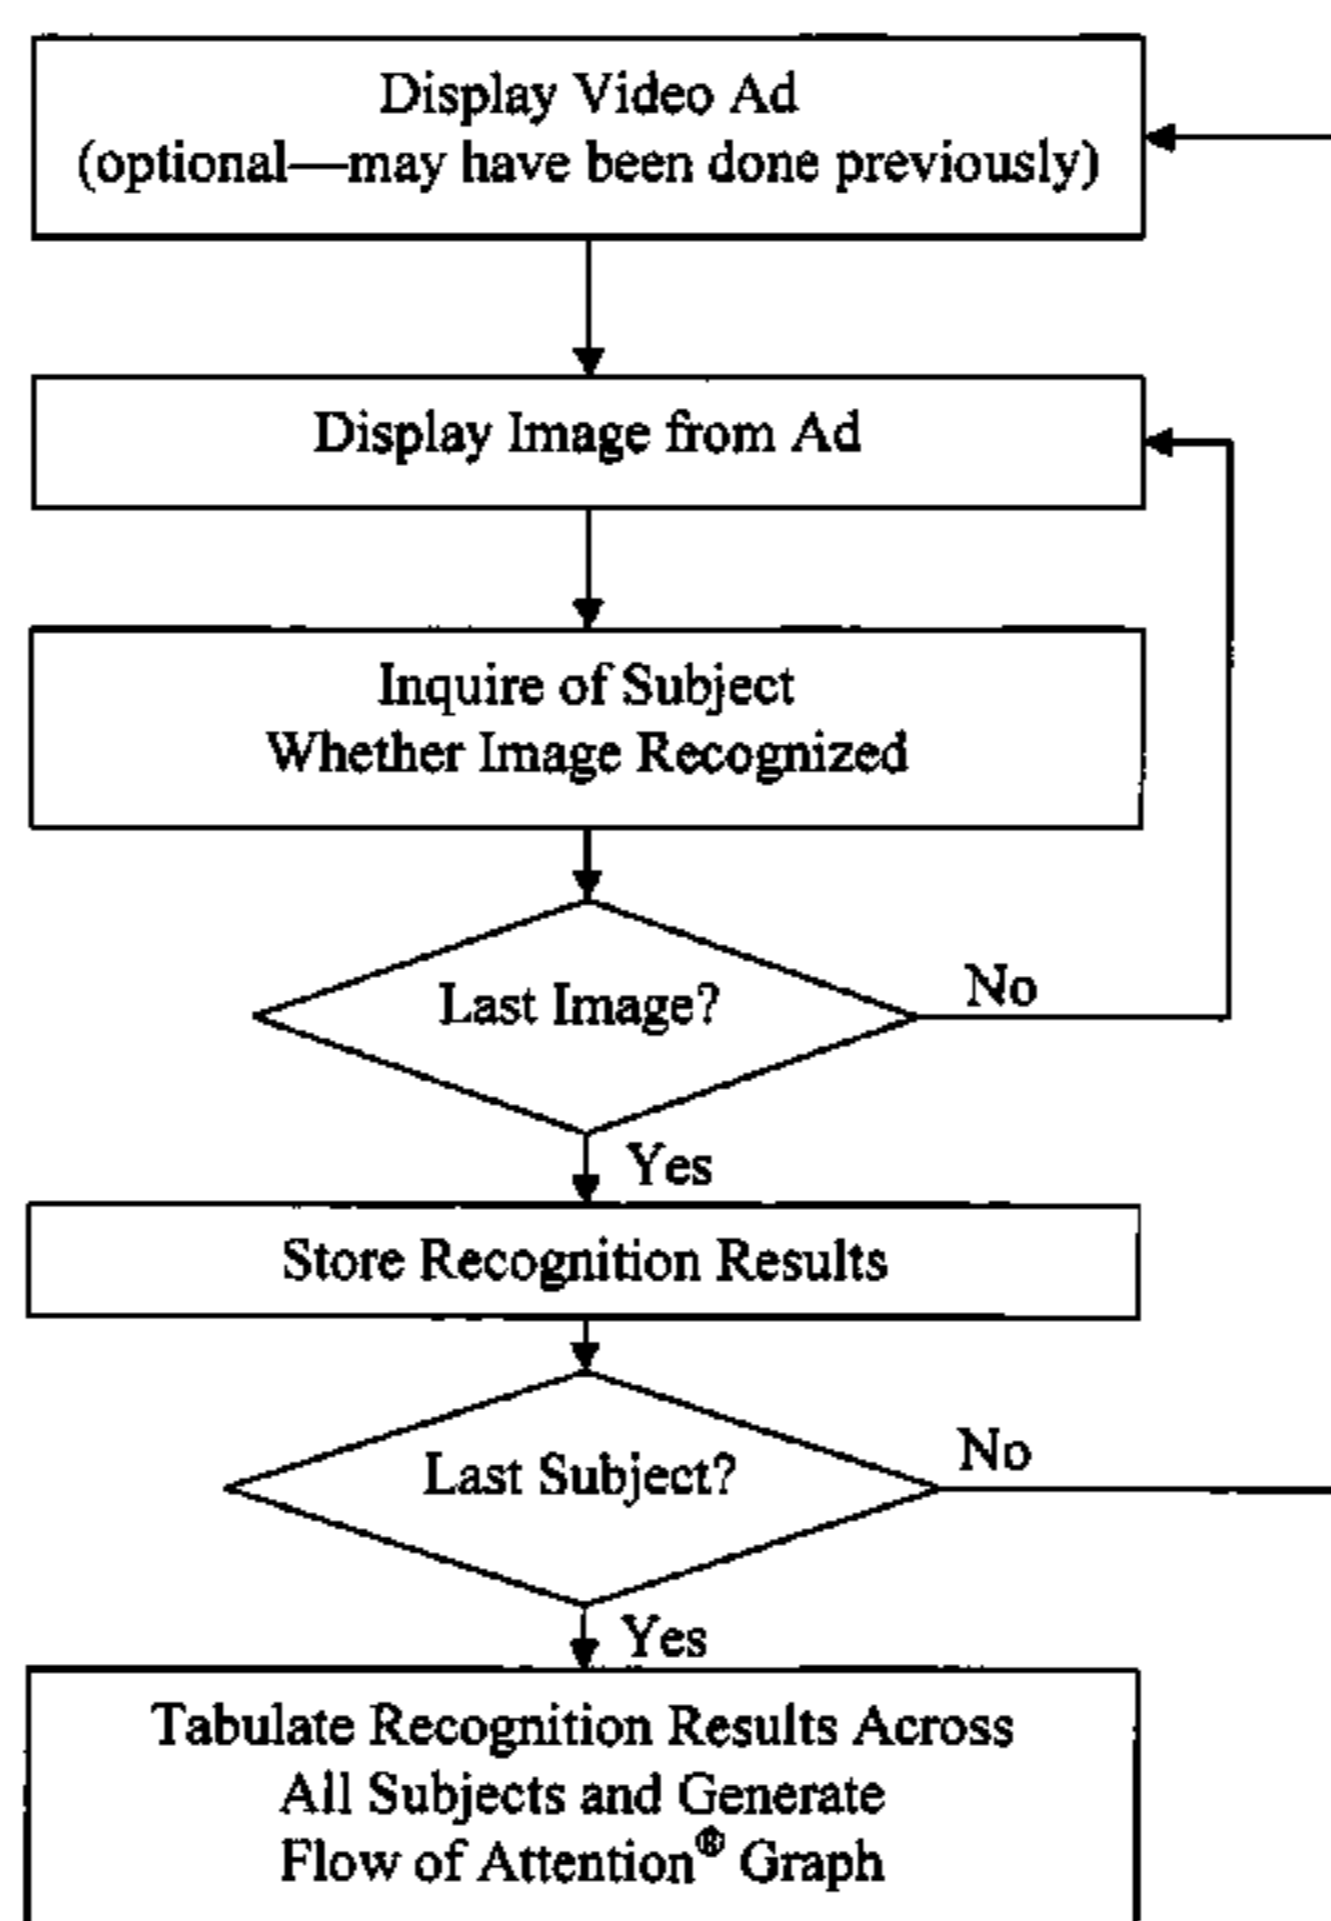 Display Video Ad
(optional—may have been done previously)
Display Image from Ad
Inquire of Subject
Whether Image Recognized
Last Image?
No
Yes
Store Recognition Results
Last Subject?
No
Yes
Tabulate Recognition Results Across
All Subjects and Generate
Flow of Attention® Graph